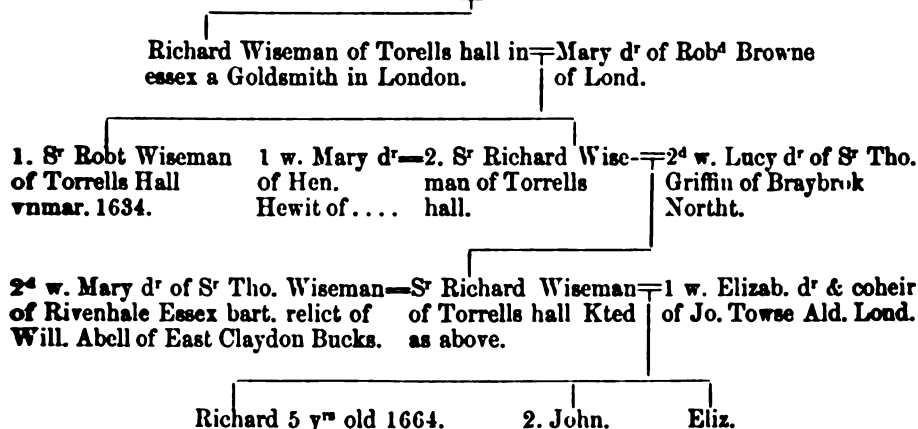 Richard Wiseman of Torells hall in
essex a Goldsmith in London.
Mary dʳ of Robᵈ Browne
of Lond.
1. Sʳ Robt Wiseman
of Torrells Hall
vnmar. 1634.
1 w. Mary dʳ
of Hen.
Hewit of ....
2. Sʳ Richard Wise-
man of Torrells
hall.
2ᵈ w. Lucy dʳ of Sʳ Tho.
Griffin of Braybrok
Northt.
2ᵈ w. Mary dʳ of Sʳ Tho. Wiseman
of Rivenhale Essex bart. relict of
Will. Abell of East Claydon Bucks.
Sʳ Richard Wiseman
of Torrells hall Kted
as above.
1 w. Elizab. dʳ & coheir
of Jo. Towse Ald. Lond.
Richard 5 yʳˢ old 1664.
2. John.
Eliz.